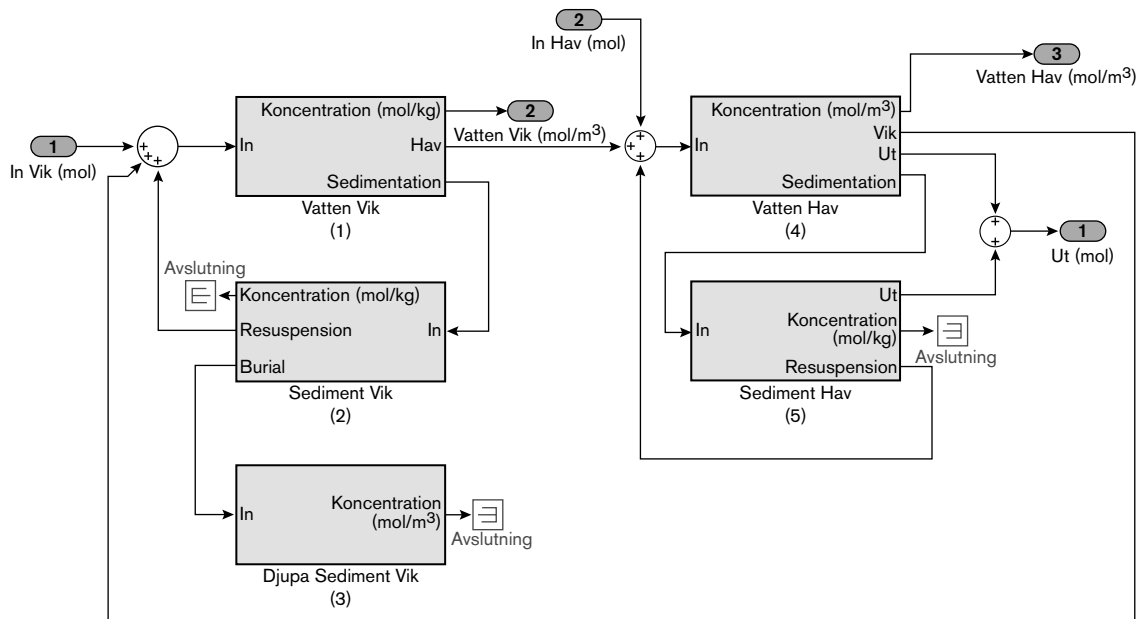 2
In Hav (mol)
3
Vatten Hav (mol/m³)
1
In Vik (mol)
+
+
+
Koncentration (mol/kg)
In
Hav
Sedimentation
Vatten Vik
(1)
2
Vatten Vik (mol/m³)
+
+
+
Koncentration (mol/m³)
Vik
In
Ut
Sedimentation
Vatten Hav
(4)
+
+
1
Ut (mol)
Avslutning
Koncentration (mol/kg)
Resuspension
In
Burial
Sediment Vik
(2)
Ut
In
Koncentration
(mol/kg)
Resuspension
Sediment Hav
(5)
Avslutning
In
Koncentration
(mol/m³)
Djupa Sediment Vik
(3)
Avslutning